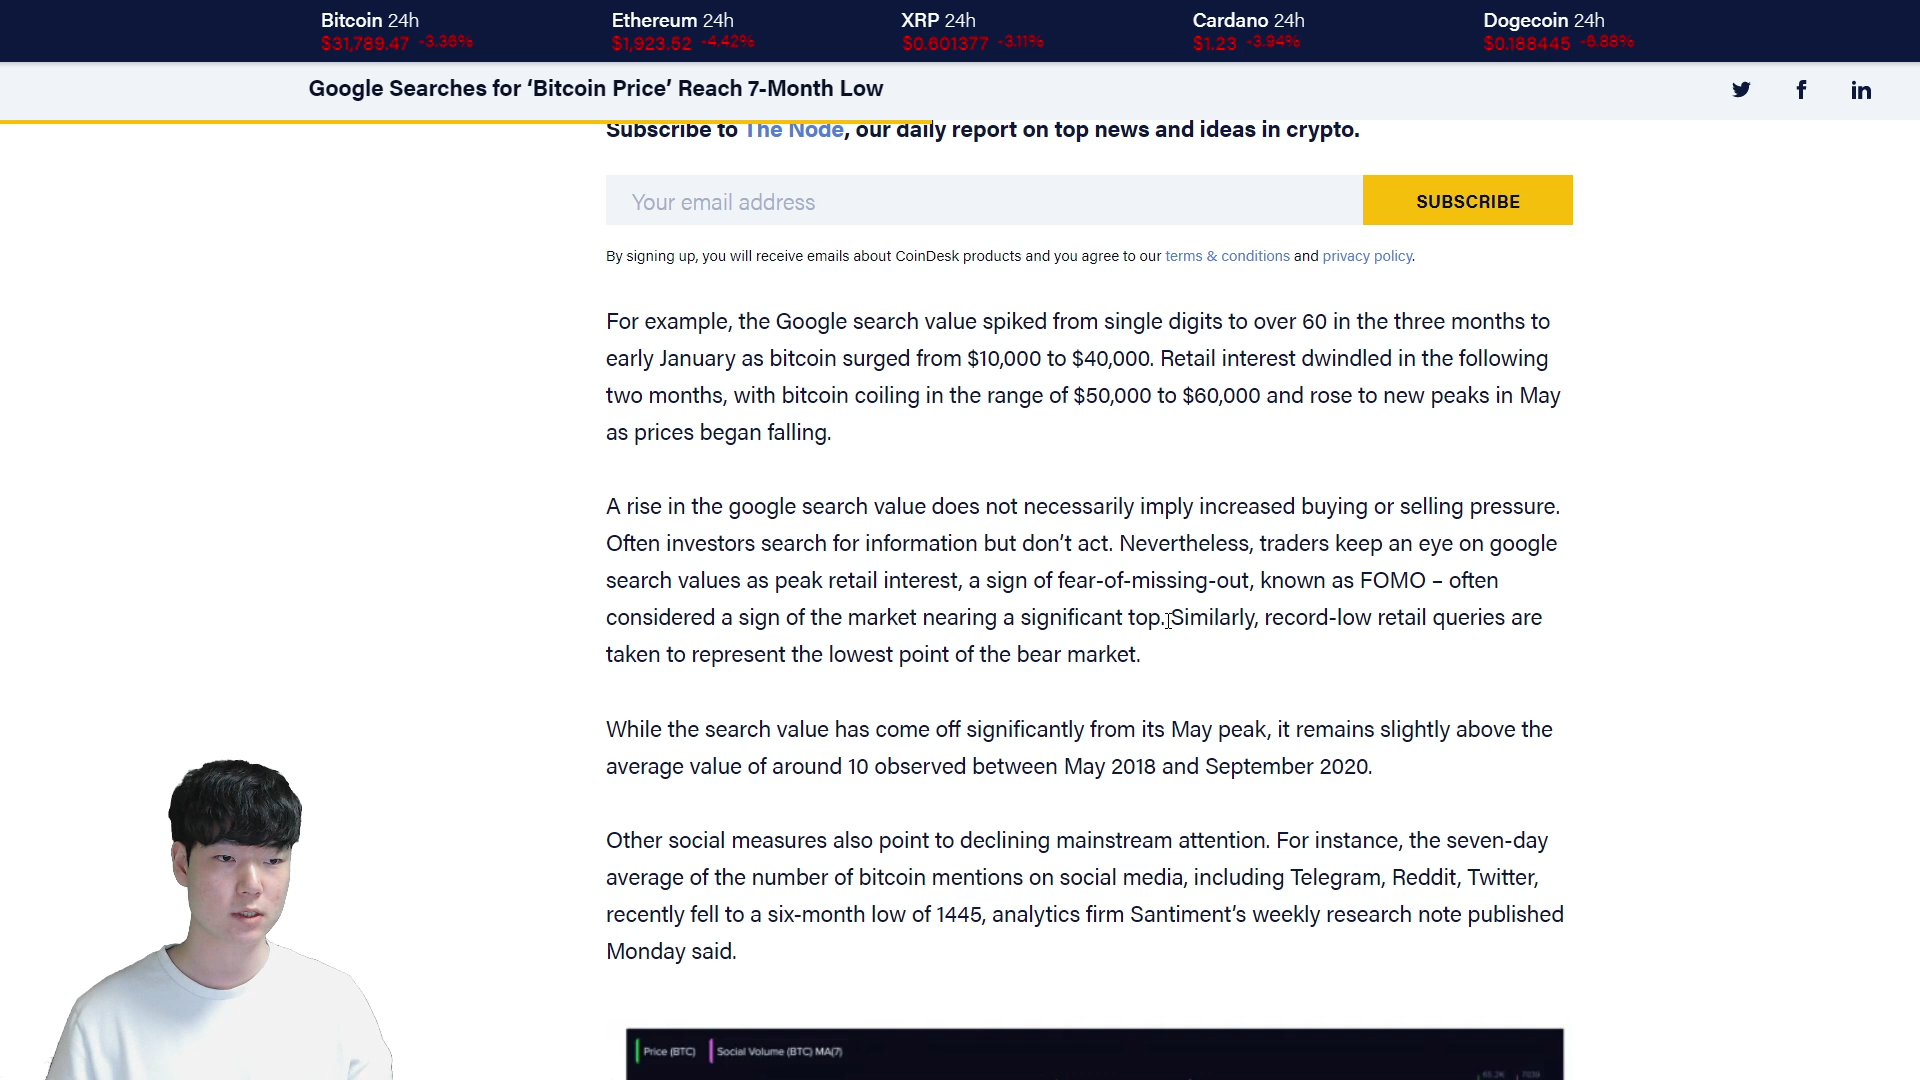 Bitcoin 24h
$31,789.47 -3.36%
Ethereum 24h
$1,923.52 -4.42%
XRP 24h
$0.601377 -3.11%
Cardano 24h
$1.23 -3.94%
Dogecoin 24h
$0.188445 -6.88%
Google Searches for ‘Bitcoin Price’ Reach 7-Month Low
Subscribe to The Node, our daily report on top news and ideas in crypto.
Your email address
SUBSCRIBE
By signing up, you will receive emails about CoinDesk products and you agree to our terms & conditions and privacy policy.
For example, the Google search value spiked from single digits to over 60 in the three months to
early January as bitcoin surged from $10,000 to $40,000. Retail interest dwindled in the following
two months, with bitcoin coiling in the range of $50,000 to $60,000 and rose to new peaks in May
as prices began falling.
A rise in the google search value does not necessarily imply increased buying or selling pressure.
Often investors search for information but don’t act. Nevertheless, traders keep an eye on google
search values as peak retail interest, a sign of fear-of-missing-out, known as FOMO – often
considered a sign of the market nearing a significant top. Similarly, record-low retail queries are
taken to represent the lowest point of the bear market.
While the search value has come off significantly from its May peak, it remains slightly above the
average value of around 10 observed between May 2018 and September 2020.
Other social measures also point to declining mainstream attention. For instance, the seven-day
average of the number of bitcoin mentions on social media, including Telegram, Reddit, Twitter,
recently fell to a six-month low of 1445, analytics firm Santiment’s weekly research note published
Monday said.
Price (BTC) Social Volume (BTC) MA(7)
65.2K 7039